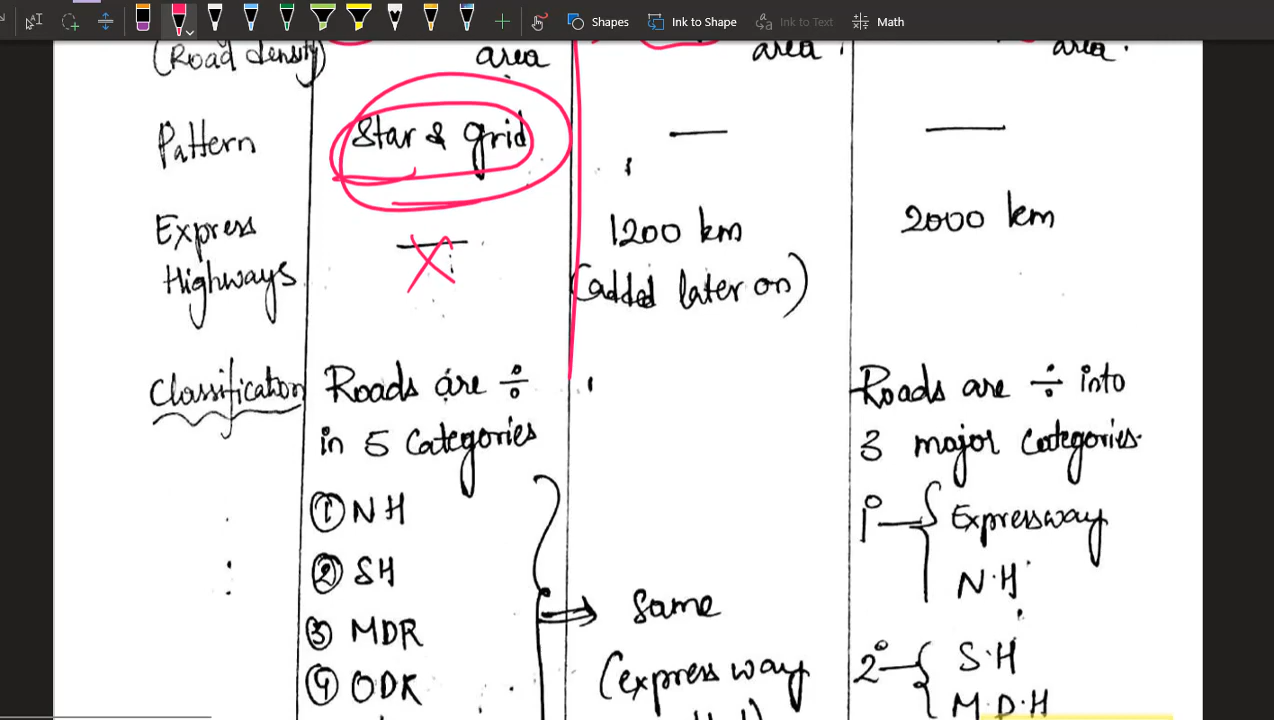 Shapes Ink to Shape Ink to Text Math
(Road density) area area area.
Pattern Star & grid — —
Express 1200 km 2000 km
Highways — (added later on)
Classification Roads are ÷ Roads are ÷ into
in 5 Categories 3 major categories.
① NH 1° Expressway
② SH N.H
③ MDR Same
④ ODR (express way 2° S.H
M.D.H